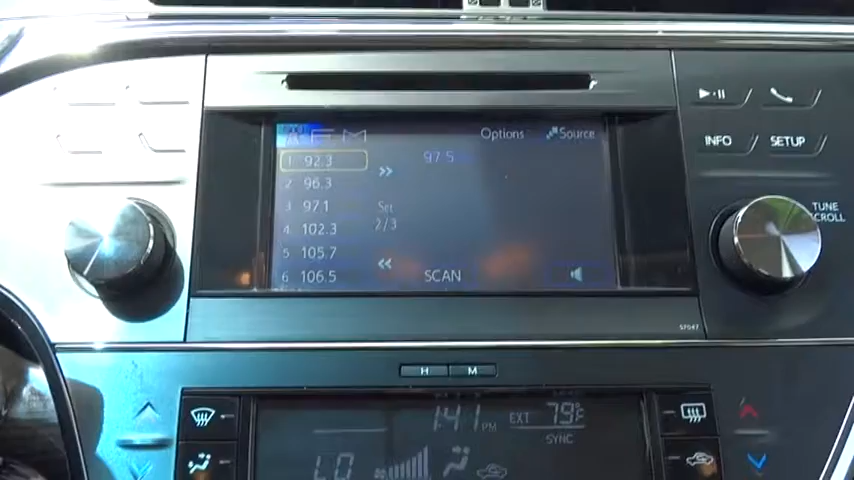 FM Options Source
1 92.3 97.5
2 96.3
3 97.1 Set
4 102.3 2/3
5 105.7
6 106.5 SCAN
INFO SETUP
TUNE
SCROLL
57047
H M
1:41 PM EXT 79°F
SYNC
LO